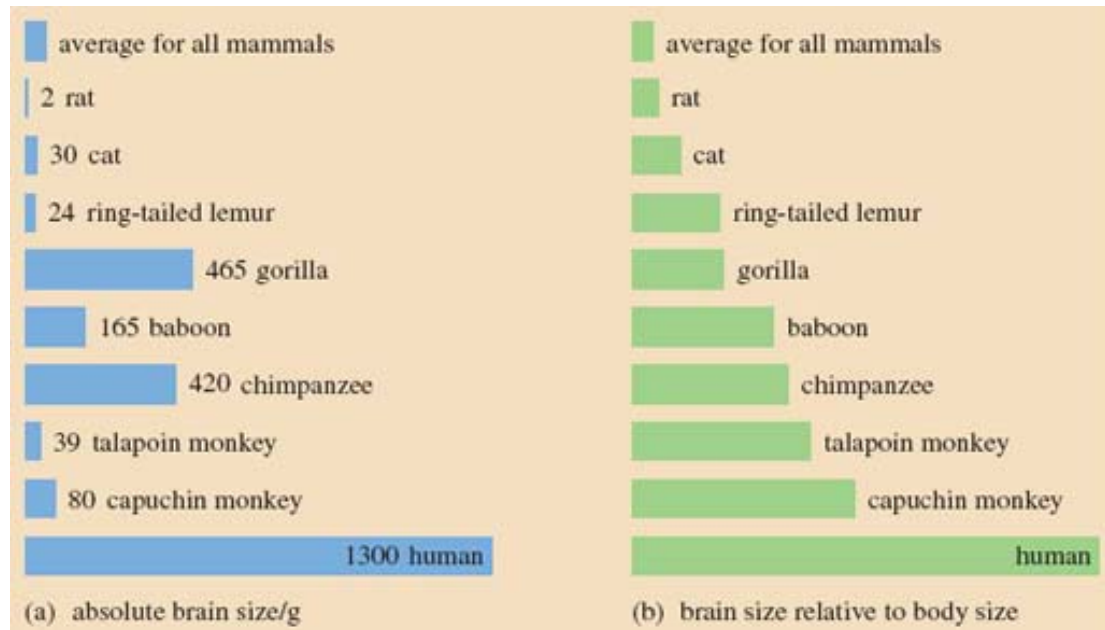 average for all mammals
2 rat
30 cat
24 ring-tailed lemur
465 gorilla
165 baboon
420 chimpanzee
39 talapoin monkey
80 capuchin monkey
1300 human
(a) absolute brain size/g
average for all mammals
rat
cat
ring-tailed lemur
gorilla
baboon
chimpanzee
talapoin monkey
capuchin monkey
human
(b) brain size relative to body size